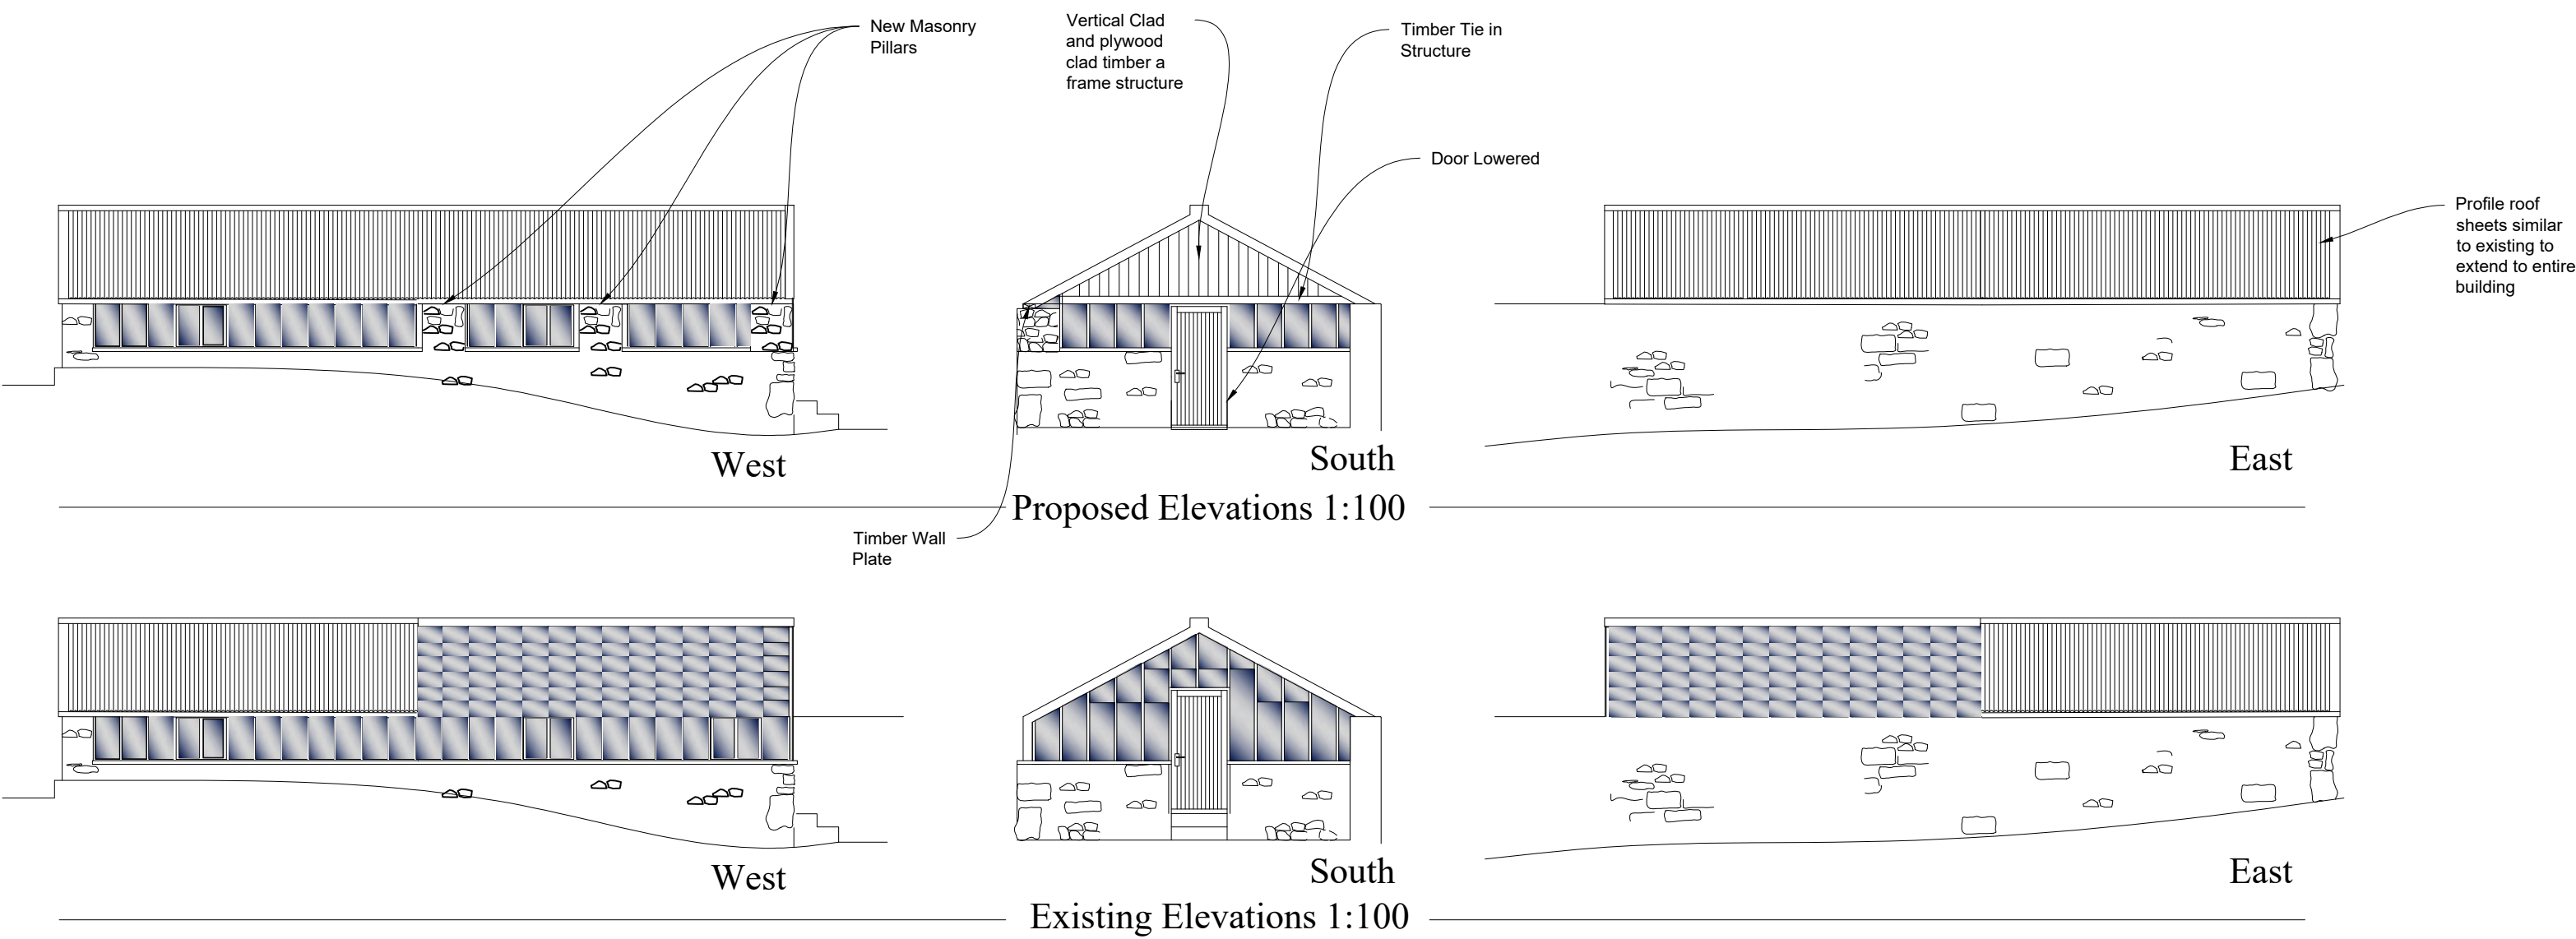 New Masonry
Pillars
Vertical Clad
and plywood
clad timber a
frame structure
Timber Tie in
Structure
Door Lowered
Profile roof
sheets similar
to existing to
extend to entire
building
West
South
East
Proposed Elevations 1:100
Timber Wall
Plate
West
South
East
Existing Elevations 1:100